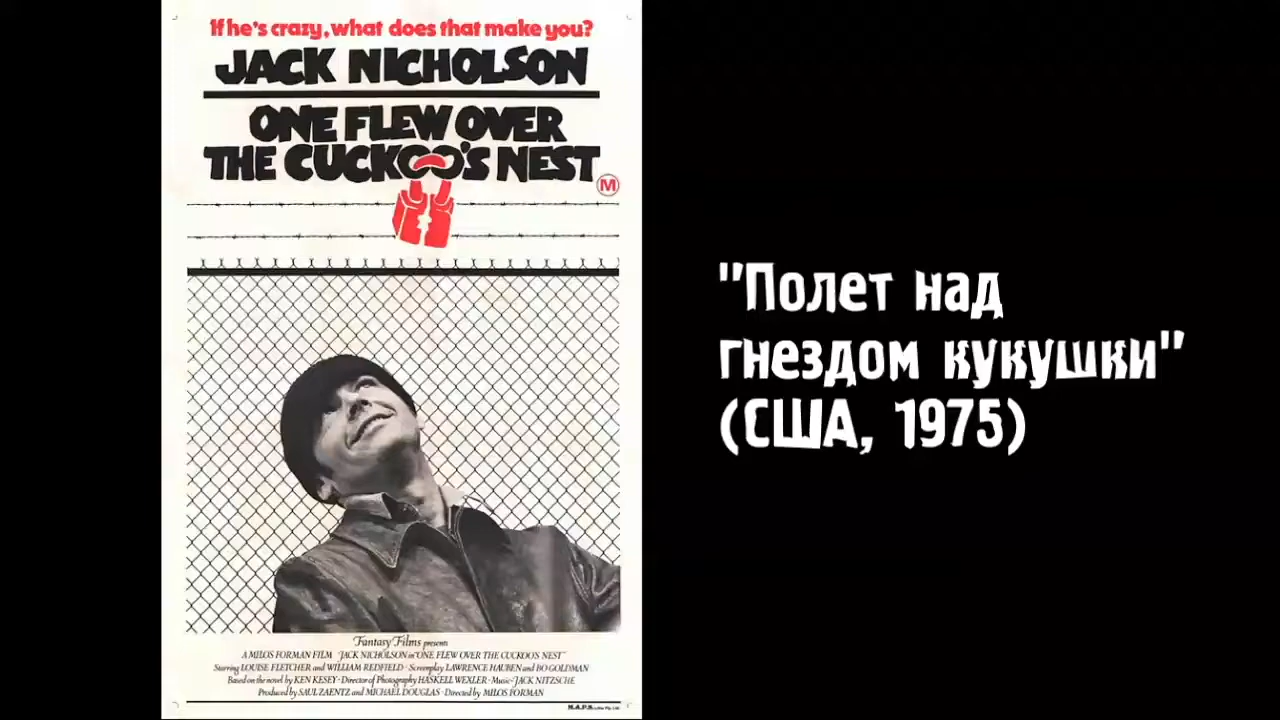 If he's crazy, what does that make you?
JACK NICHOLSON
ONE FLEW OVER
THE CUCKOO'S NEST
M
Fantasy Films presents
A MILOS FORMAN FILM JACK NICHOLSON in "ONE FLEW OVER THE CUCKOO'S NEST"
Starring LOUISE FLETCHER and WILLIAM REDFIELD · Screenplay LAWRENCE HAUBEN and BO GOLDMAN
Based on the novel by KEN KESEY · Director of Photography HASKELL WEXLER · Music · JACK NITZSCHE
Produced by SAUL ZAENTZ and MICHAEL DOUGLAS · Directed by MILOS FORMAN
"Полет над
гнездом кукушки"
(США, 1975)